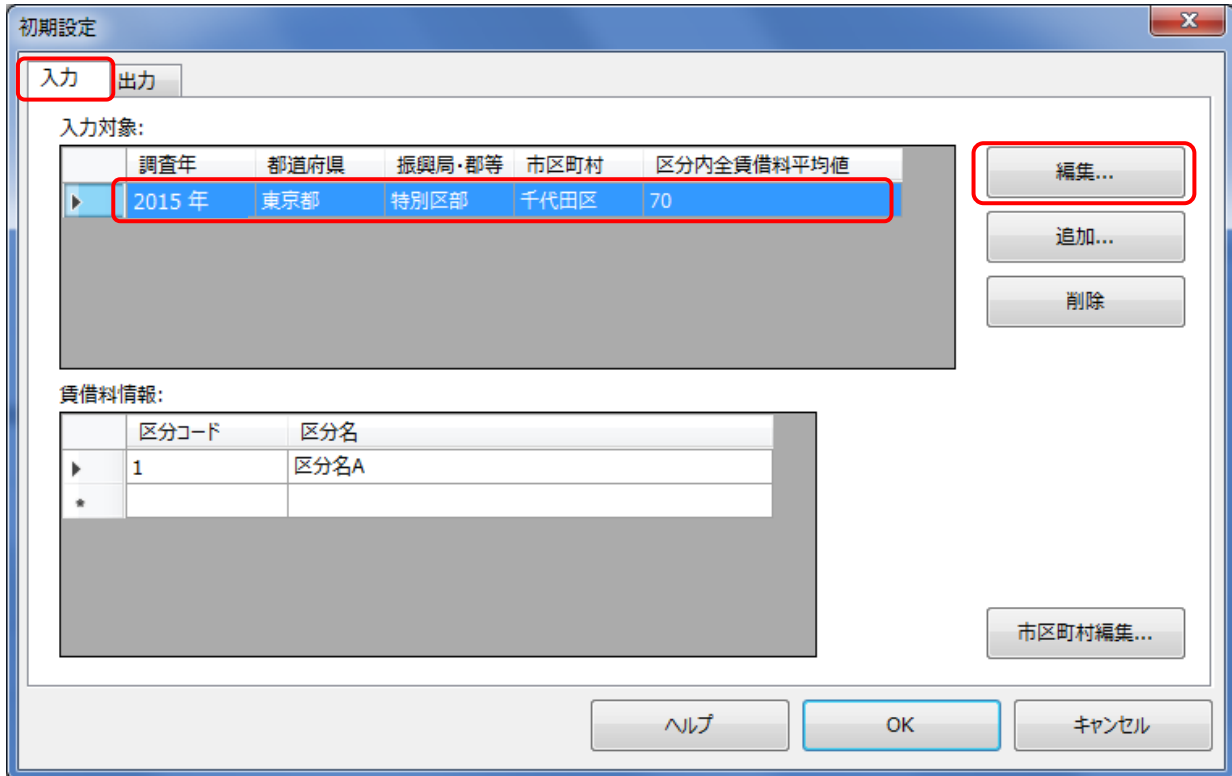 初期設定
入力 出力
入力対象:
調査年 都道府県 振興局・郡等 市区町村 区分内全賃借料平均値
2015 年 東京都 特別区部 千代田区 70
編集...
追加...
削除
賃借料情報:
区分コード 区分名
1 区分名A
市区町村編集...
ヘルプ OK キャンセル